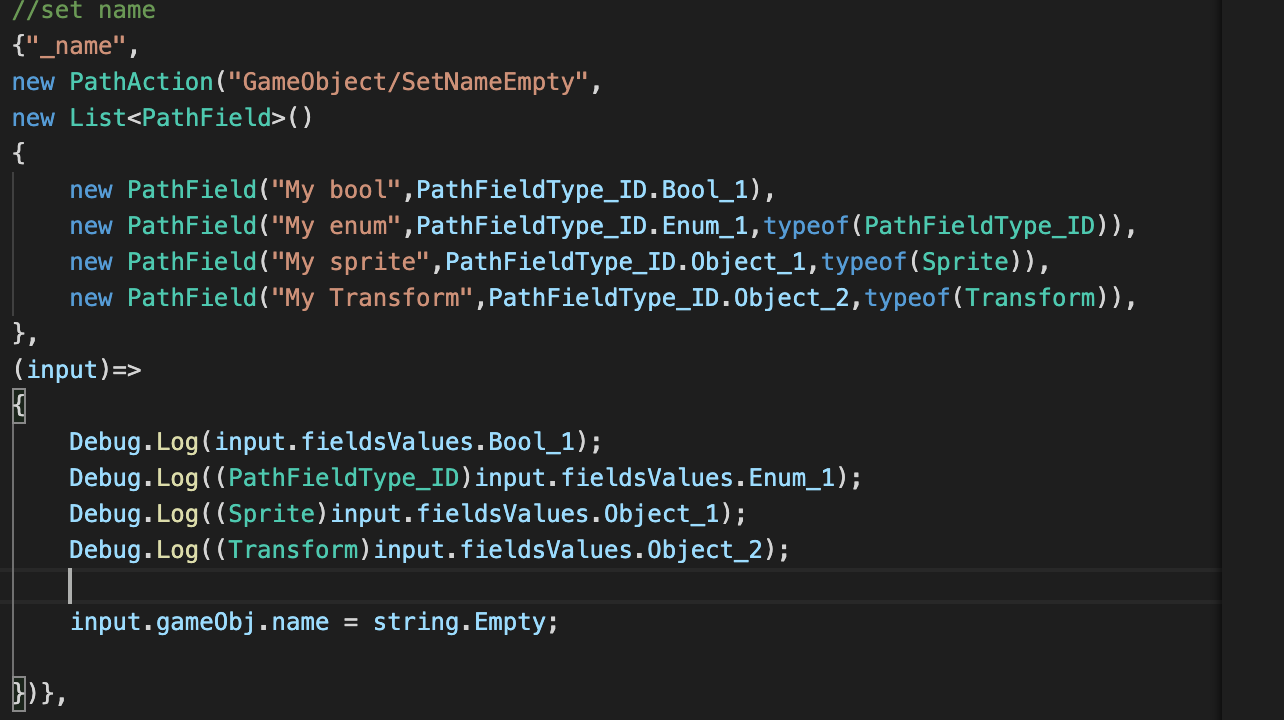 //set name
{"_name",
new PathAction("GameObject/SetNameEmpty",
new List<PathField>()
{
    new PathField("My bool",PathFieldType_ID.Bool_1),
    new PathField("My enum",PathFieldType_ID.Enum_1,typeof(PathFieldType_ID)),
    new PathField("My sprite",PathFieldType_ID.Object_1,typeof(Sprite)),
    new PathField("My Transform",PathFieldType_ID.Object_2,typeof(Transform)),
},
(input)=>
{
    Debug.Log(input.fieldsValues.Bool_1);
    Debug.Log((PathFieldType_ID)input.fieldsValues.Enum_1);
    Debug.Log((Sprite)input.fieldsValues.Object_1);
    Debug.Log((Transform)input.fieldsValues.Object_2);
    input.gameObj.name = string.Empty;
})},